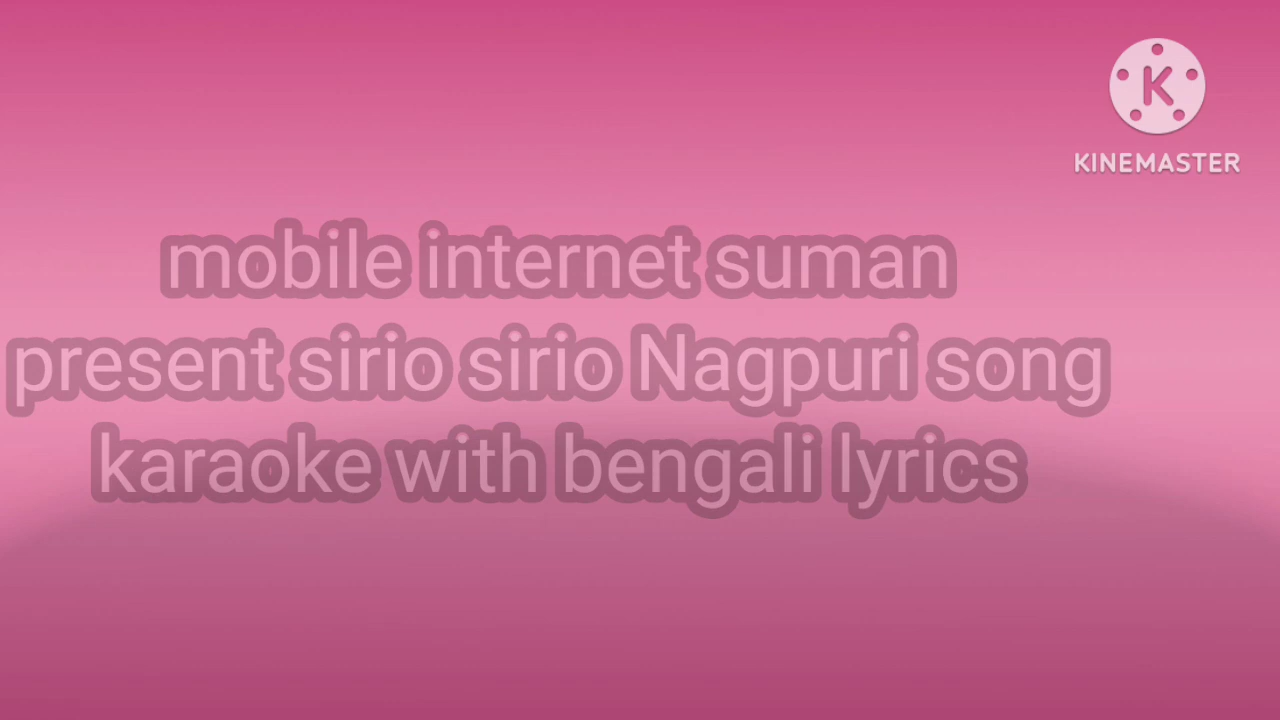 K
KINEMASTER
mobile internet suman
present sirio sirio Nagpuri song
karaoke with bengali lyrics